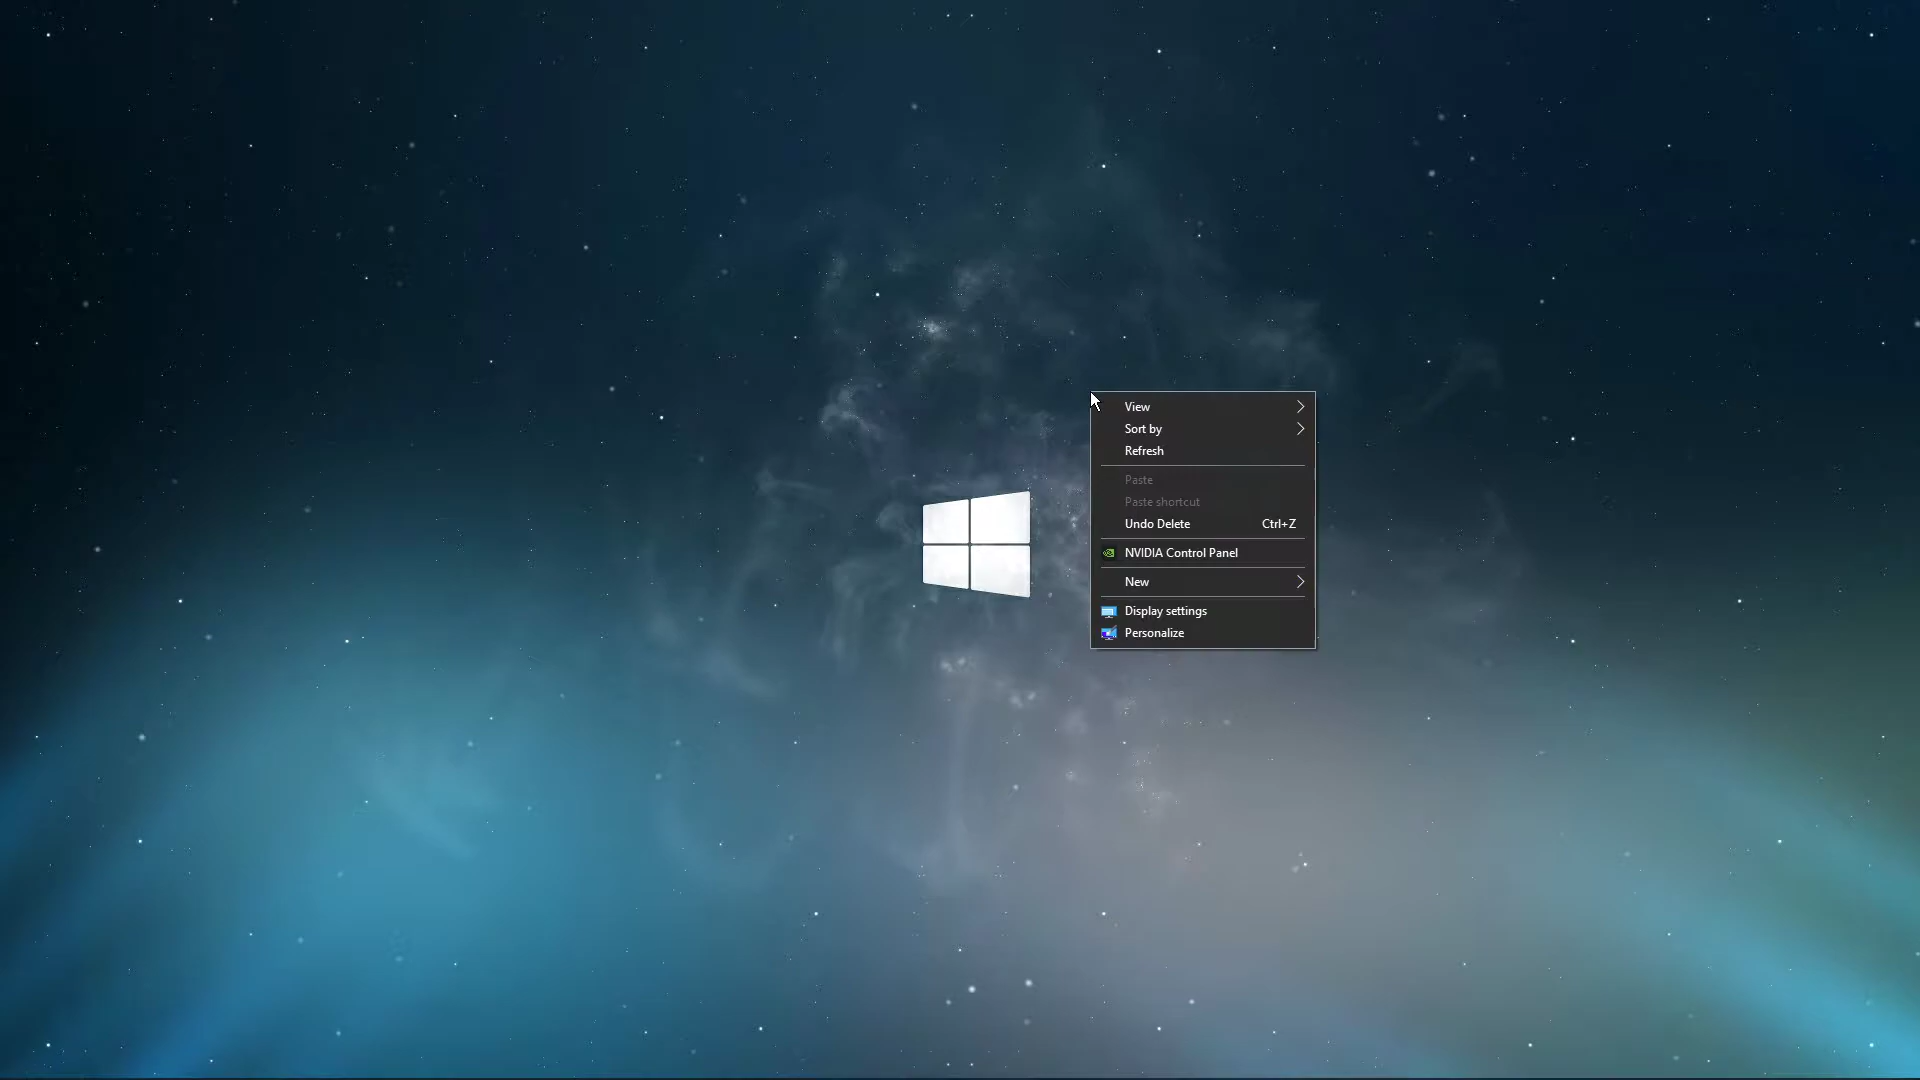 View
Sort by
Refresh
Paste
Paste shortcut
Undo Delete Ctrl+Z
NVIDIA Control Panel
New
Display settings
Personalize